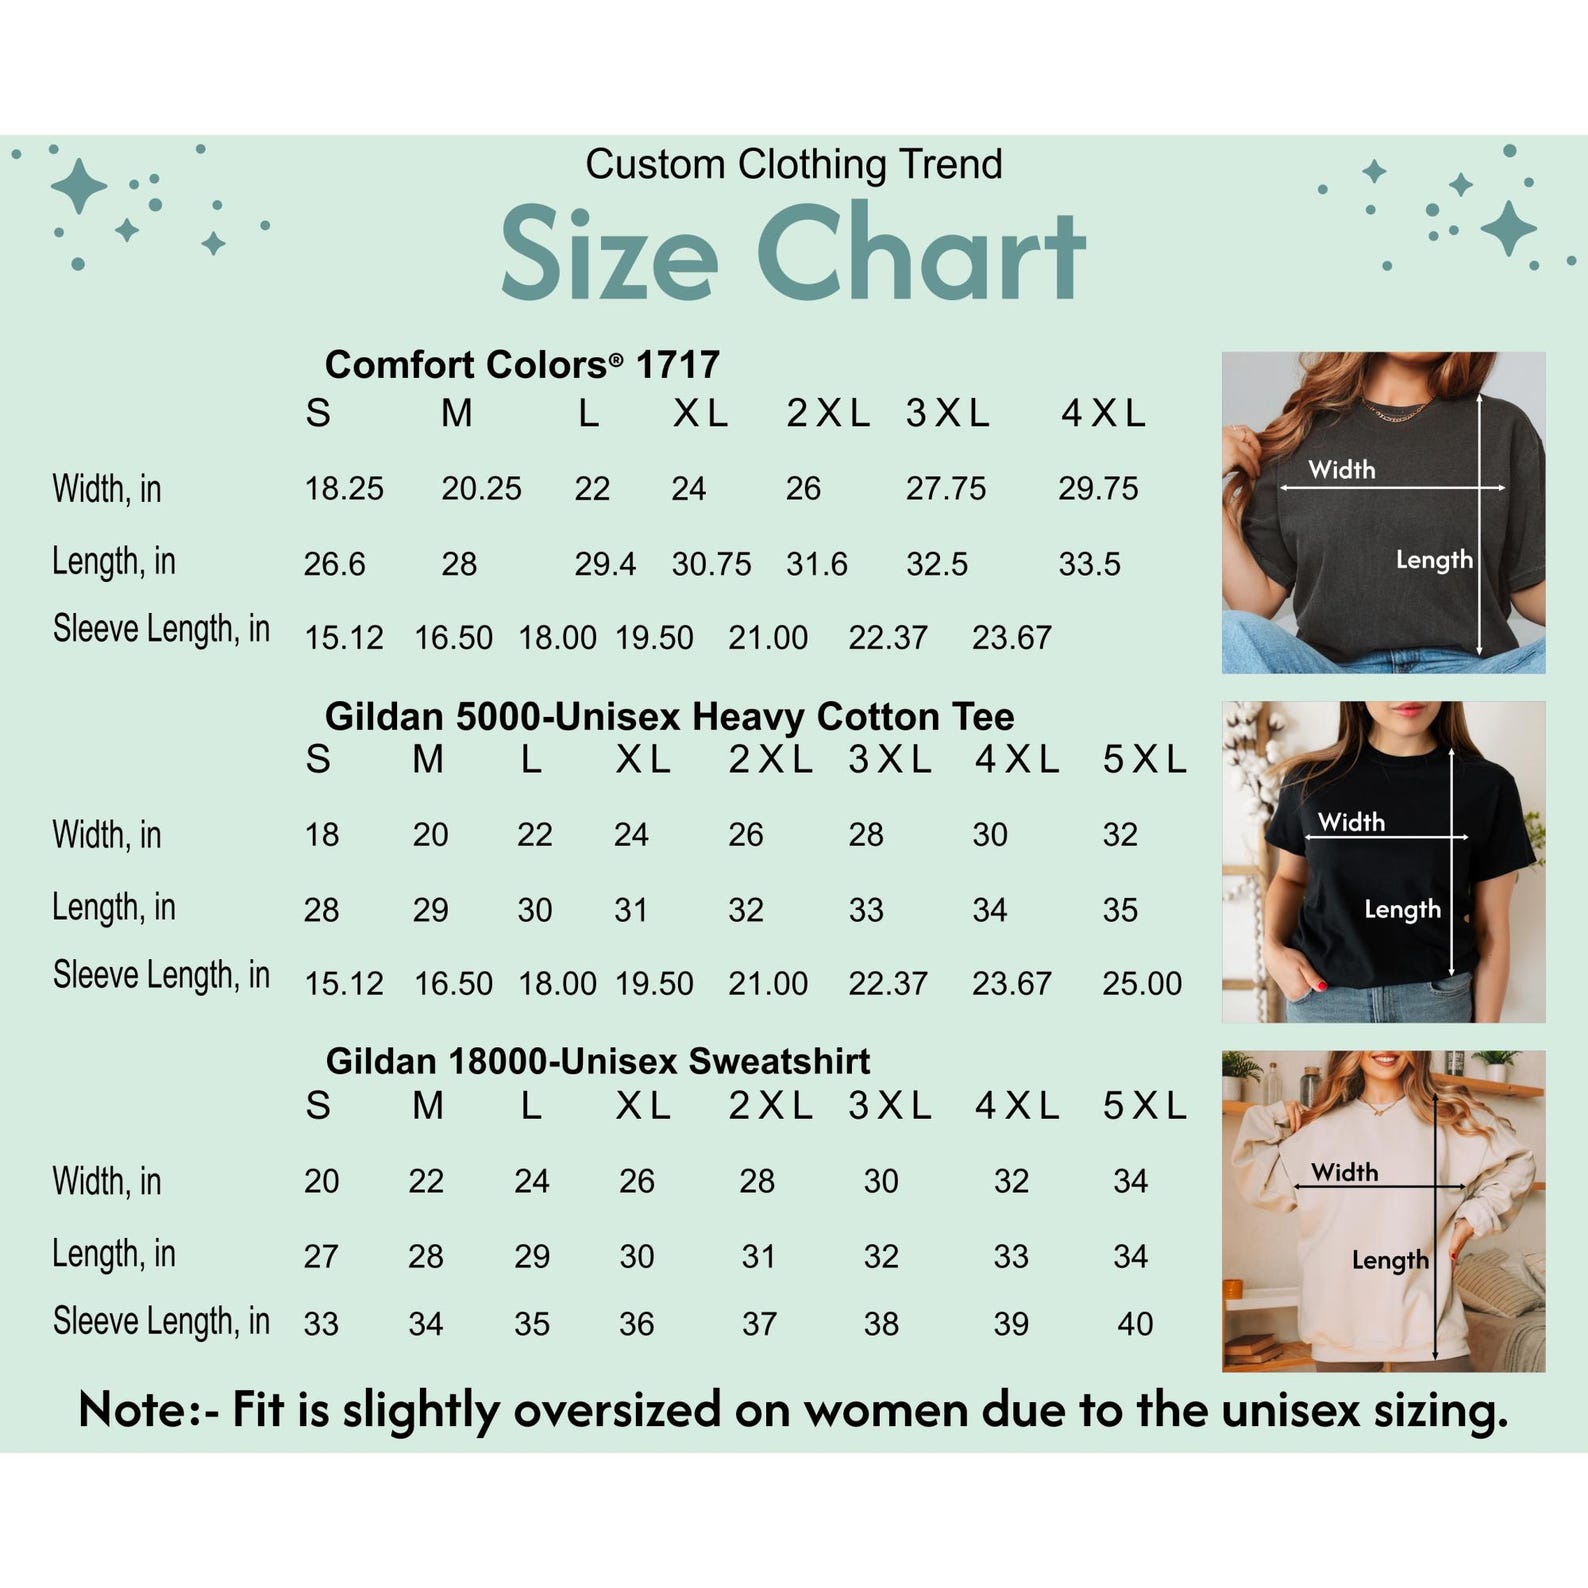 Custom Clothing Trend
Size Chart
Comfort Colors® 1717
S M L XL 2XL 3XL 4XL
Width, in 18.25 20.25 22 24 26 27.75 29.75
Length, in 26.6 28 29.4 30.75 31.6 32.5 33.5
Sleeve Length, in 15.12 16.50 18.00 19.50 21.00 22.37 23.67
Width
Length
Gildan 5000-Unisex Heavy Cotton Tee
S M L XL 2XL 3XL 4XL 5XL
Width, in 18 20 22 24 26 28 30 32
Length, in 28 29 30 31 32 33 34 35
Sleeve Length, in 15.12 16.50 18.00 19.50 21.00 22.37 23.67 25.00
Width
Length
Gildan 18000-Unisex Sweatshirt
S M L XL 2XL 3XL 4XL 5XL
Width, in 20 22 24 26 28 30 32 34
Length, in 27 28 29 30 31 32 33 34
Sleeve Length, in 33 34 35 36 37 38 39 40
Width
Length
Note:- Fit is slightly oversized on women due to the unisex sizing.